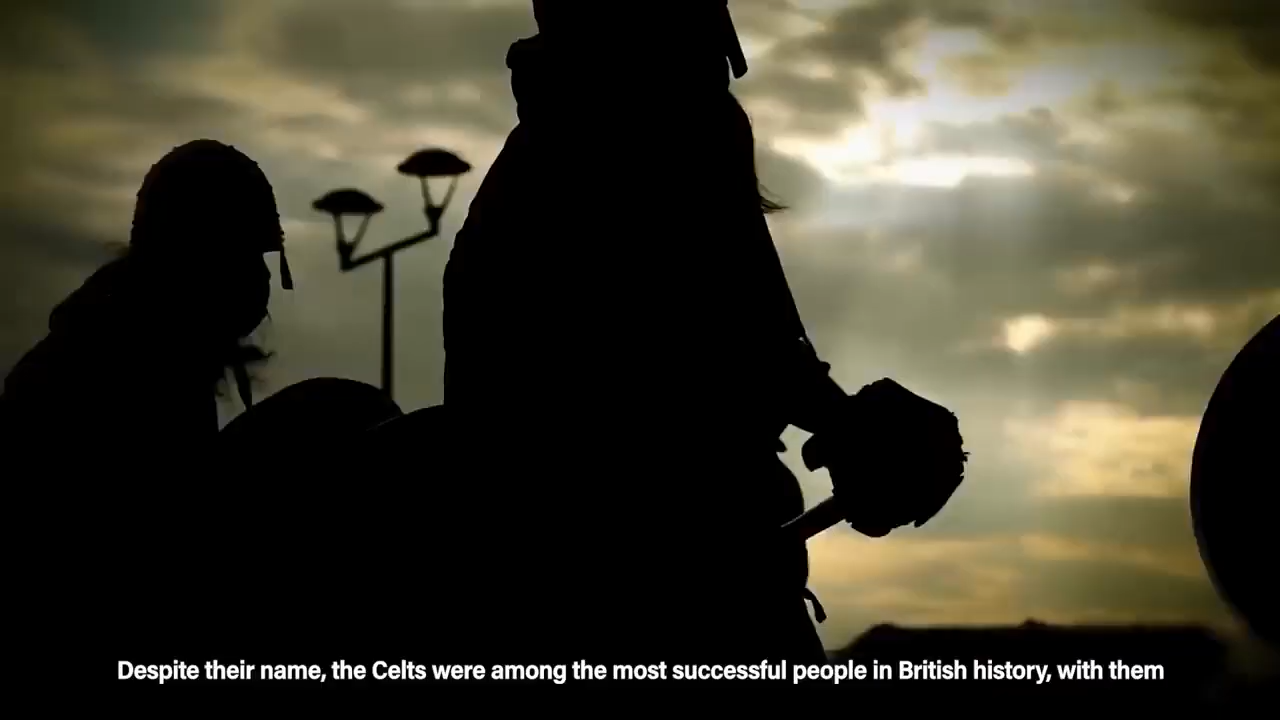 Despite their name, the Celts were among the most successful people in British history, with them